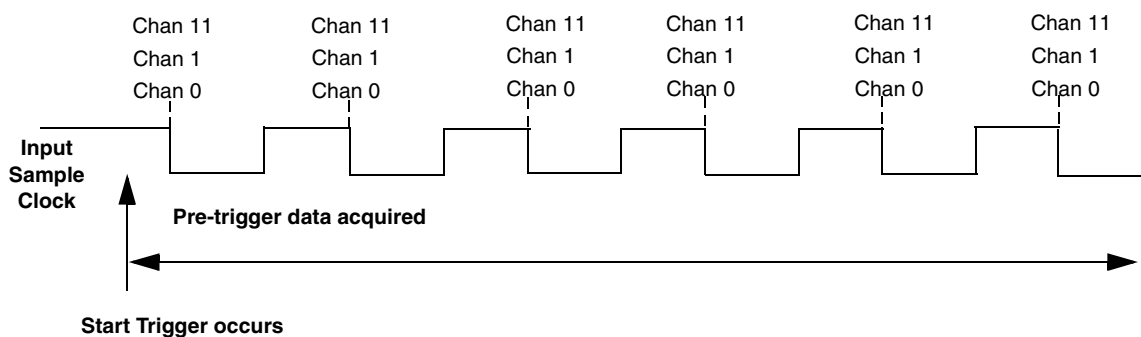 Chan 11 Chan 11 Chan 11 Chan 11 Chan 11 Chan 11
Chan 1 Chan 1 Chan 1 Chan 1 Chan 1 Chan 1
Chan 0 Chan 0 Chan 0 Chan 0 Chan 0 Chan 0
Input
Sample
Clock
Pre-trigger data acquired
Start Trigger occurs